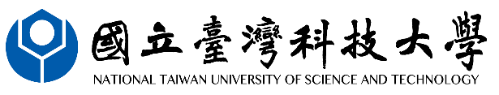 國立臺灣科技大學
NATIONAL TAIWAN UNIVERSITY OF SCIENCE AND TECHNOLOGY